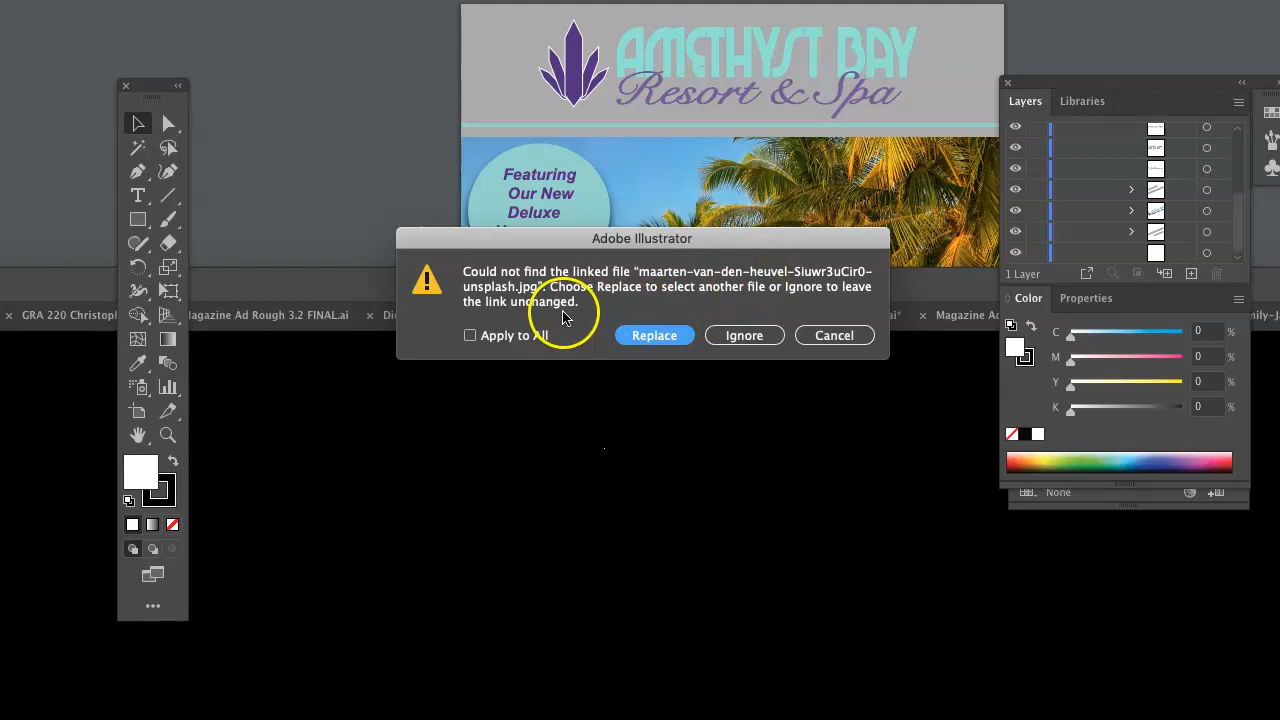 AMETHYST BAY
Resort & Spa
Featuring
Our New
Deluxe
Layers
Libraries
Adobe Illustrator
Could not find the linked file "maarten-van-den-heuvel-Siuwr3uCir0-
unsplash.jpg". Choose Replace to select another file or Ignore to leave
the link unchanged.
Apply to All
Replace
Ignore
Cancel
1 Layer
Color
Properties
GRA 220 Christoph
Magazine Ad Rough 3.2 FINAL.ai
Magazine Ad
C 0 %
M 0 %
Y 0 %
K 0 %
None